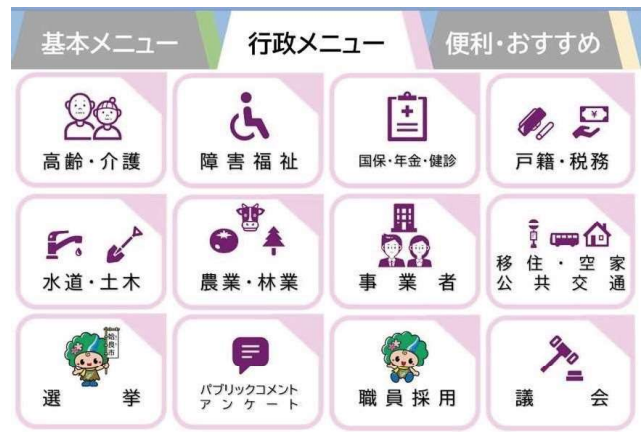 基本メニュー
行政メニュー
便利・おすすめ
高齢・介護
障害福祉
国保・年金・健診
戸籍・税務
水道・土木
農業・林業
事業者
移住・空家
公共交通
姶良市
選挙
パブリックコメント
アンケート
職員採用
議会